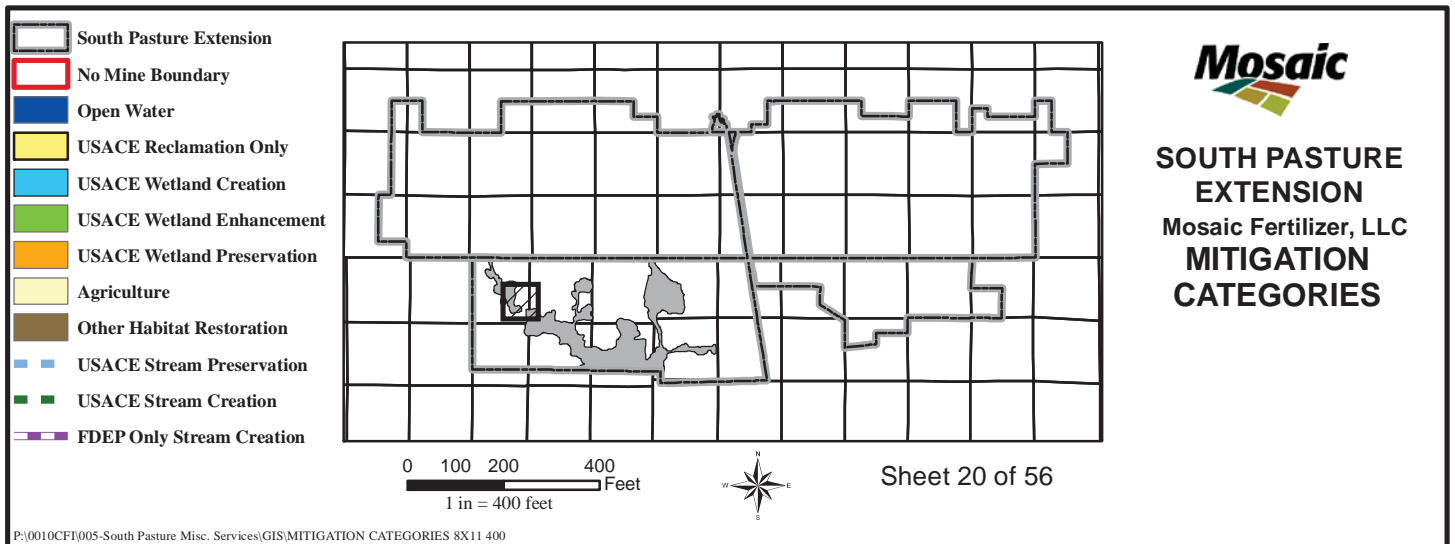 South Pasture Extension
No Mine Boundary
Open Water
USACE Reclamation Only
USACE Wetland Creation
USACE Wetland Enhancement
USACE Wetland Preservation
Agriculture
Other Habitat Restoration
USACE Stream Preservation
USACE Stream Creation
FDEP Only Stream Creation
0 100 200 400
Feet
1 in = 400 feet
N
W E
S
Sheet 20 of 56
Mosaic
SOUTH PASTURE
EXTENSION
Mosaic Fertilizer, LLC
MITIGATION
CATEGORIES
P:\0010CFI\005-South Pasture Misc. Services\GIS\MITIGATION CATEGORIES 8X11 400